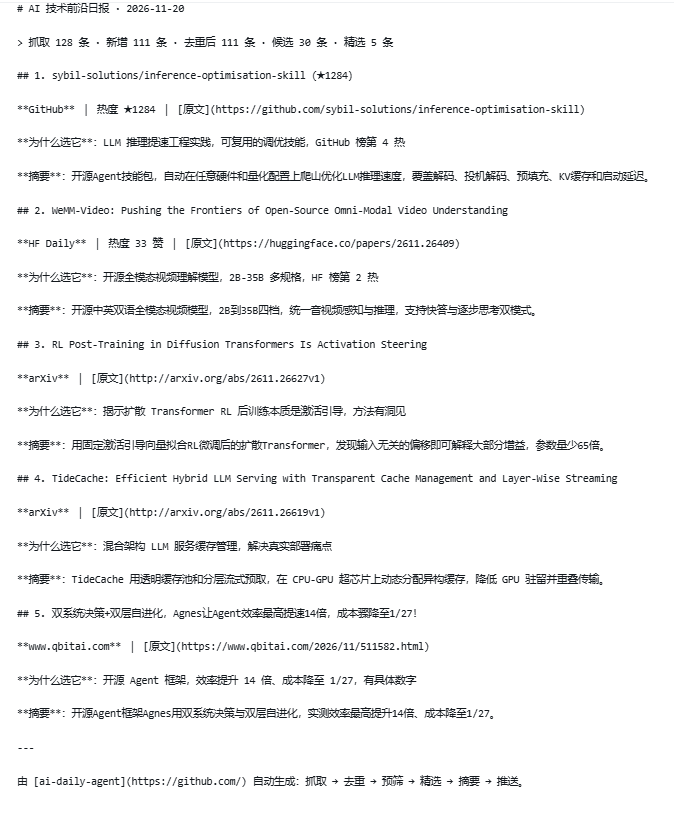 # AI 技术前沿日报 · 2026-11-20
> 抓取 128 条 · 新增 111 条 · 去重后 111 条 · 候选 30 条 · 精选 5 条
## 1. sybil-solutions/inference-optimisation-skill (★1284)
**GitHub** | 热度 ★1284 | [原文](https://github.com/sybil-solutions/inference-optimisation-skill)
**为什么选它**: LLM 推理提速工程实践, 可复用的调优技能, GitHub 榜第 4 热
**摘要**: 开源Agent技能包, 自动在任意硬件和量化配置上爬山优化LLM推理速度, 覆盖解码、投机解码、预填充、KV缓存和启动延迟。
## 2. WeMM-Video: Pushing the Frontiers of Open-Source Omni-Modal Video Understanding
**HF Daily** | 热度 33 赞 | [原文](https://huggingface.co/papers/2611.26409)
**为什么选它**: 开源全模态视频理解模型, 2B-35B 多规格, HF 榜第 2 热
**摘要**: 开源中英双语全模态视频模型, 2B到35B四档, 统一音视频感知与推理, 支持快答与逐步思考双模式。
## 3. RL Post-Training in Diffusion Transformers Is Activation Steering
**arXiv** | [原文](http://arxiv.org/abs/2611.26627v1)
**为什么选它**: 揭示扩散 Transformer RL 后训练本质是激活引导, 方法有洞见
**摘要**: 用固定激活引导向量拟合RL微调后的扩散Transformer, 发现输入无关的偏移即可解释大部分增益, 参数量少65倍。
## 4. TideCache: Efficient Hybrid LLM Serving with Transparent Cache Management and Layer-Wise Streaming
**arXiv** | [原文](http://arxiv.org/abs/2611.26619v1)
**为什么选它**: 混合架构 LLM 服务缓存管理, 解决真实部署痛点
**摘要**: TideCache 用透明缓存池和分层流式预取, 在 CPU-GPU 超芯片上动态分配异构缓存, 降低 GPU 驻留并重叠传输。
## 5. 双系统决策+双层自进化, Agnes让Agent效率最高提速14倍, 成本骤降至1/27!
**www.qbitai.com** | [原文](https://www.qbitai.com/2026/11/511582.html)
**为什么选它**: 开源 Agent 框架, 效率提升 14 倍、成本降至 1/27, 有具体数字
**摘要**: 开源Agent框架Agnes用双系统决策与双层自进化, 实测效率最高提升14倍、成本降至1/27。
---
由 [ai-daily-agent](https://github.com/) 自动生成: 抓取 → 去重 → 预筛 → 精选 → 摘要 → 推送。